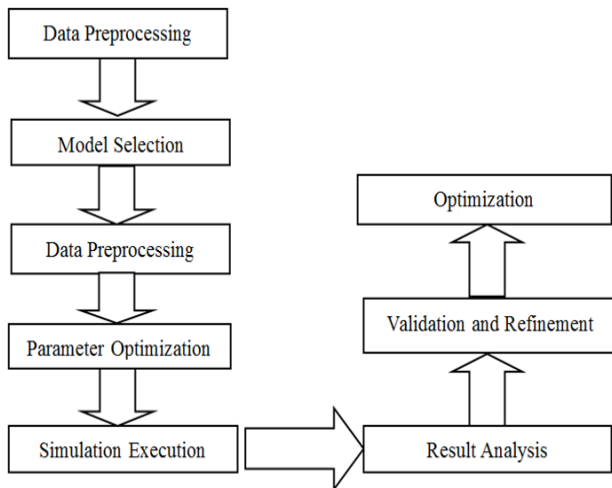 Data Preprocessing
Model Selection
Data Preprocessing
Parameter Optimization
Simulation Execution
Result Analysis
Validation and Refinement
Optimization